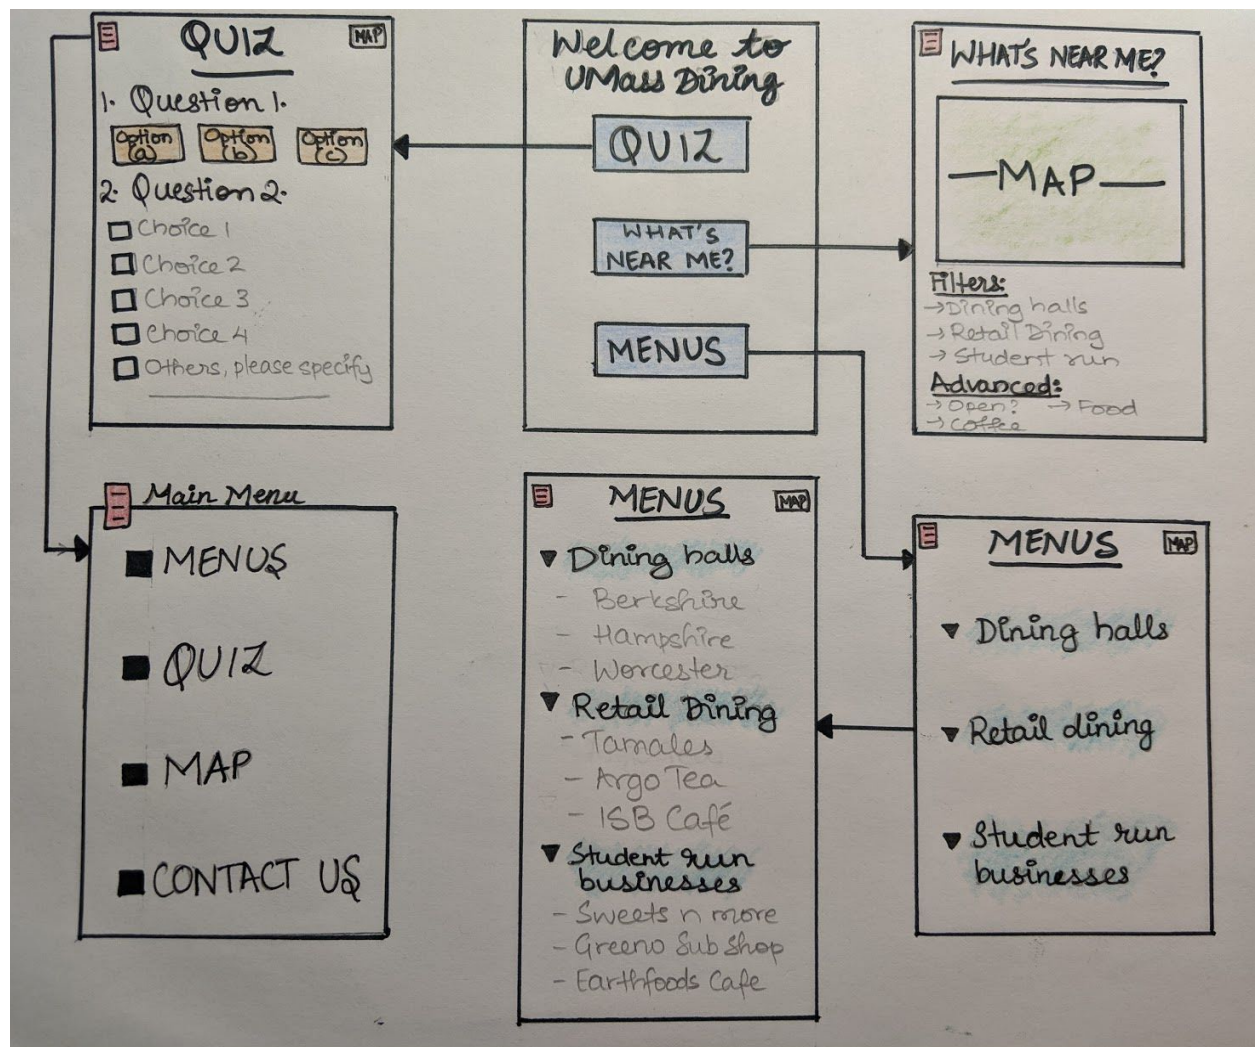 QUIZ
MAP
1. Question 1.
Option (a)
Option (b)
Option (c)
2. Question 2.
Choice 1
Choice 2
Choice 3
Choice 4
Others, please specify
Welcome to
UMass Dining
QUIZ
WHAT'S
NEAR ME?
MENUS
WHAT'S NEAR ME?
MAP
Filters:
→ Dining halls
→ Retail Dining
→ Student run
Advanced:
→ Open? → Food
→ Coffee
Main Menu
MENUS
QUIZ
MAP
CONTACT US
MENUS
MAP
▼ Dining halls
- Berkshire
- Hampshire
- Worcester
▼ Retail Dining
- Tamales
- Argo Tea
- ISB Café
▼ Student run
businesses
- Sweets n more
- Greeno Sub Shop
- Earthfoods Cafe
MENUS
MAP
▼ Dining halls
▼ Retail dining
▼ Student run
businesses